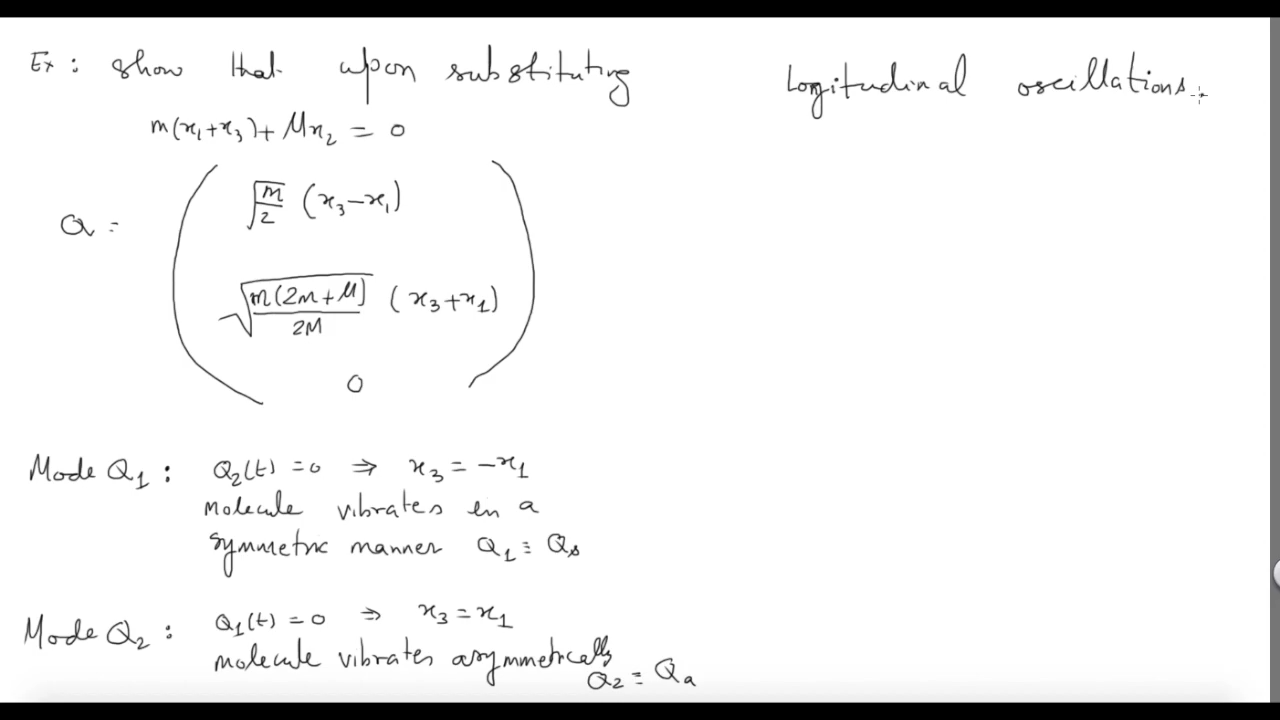 Ex: show that upon substituting
m(x₁+x₃)+ Mx₂ = 0
Q =
√(m/2) (x₃-x₁)
√(m(2m+M)/2M) (x₃+x₁)
0
Mode Q₁ : Q₂(t) = 0 ⇒ x₃ = -x₁
molecule vibrates in a
symmetric manner Q₁ ≡ Qs
Mode Q₂ : Q₁(t) = 0 ⇒ x₃ = x₁
molecule vibrates asymmetrically
Q₂ ≡ Qa
Longitudinal oscillations.